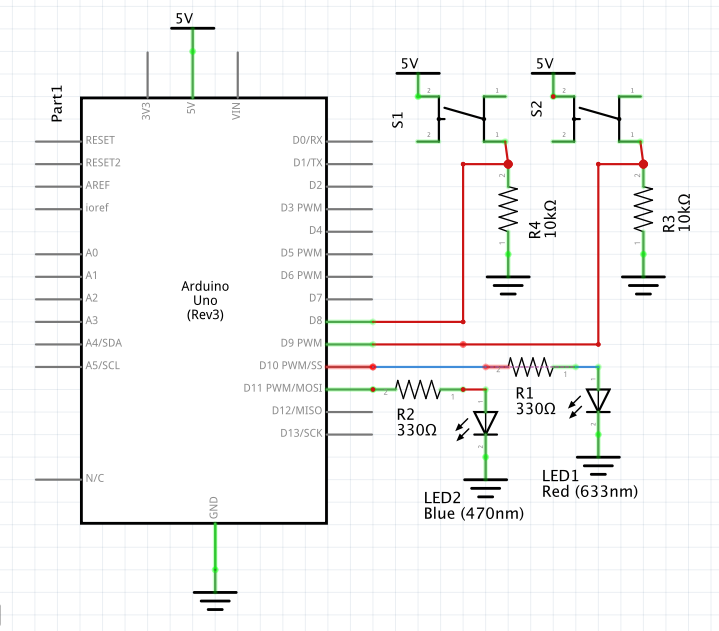 5V
Part1
3V3
5V
VIN
RESET
RESET2
AREF
ioref
A0
A1
A2
A3
A4/SDA
A5/SCL
N/C
Arduino
Uno
(Rev3)
D0/RX
D1/TX
D2
D3 PWM
D4
D5 PWM
D6 PWM
D7
D8
D9 PWM
D10 PWM/SS
D11 PWM/MOSI
D12/MISO
D13/SCK
GND
5V
S1
2
1
2
5V
S2
2
1
2
2
R4
10kΩ
1
2
R3
10kΩ
1
2
1
R1
330Ω
1
2
2
1
R2
330Ω
1
2
LED1
Red (633nm)
LED2
Blue (470nm)